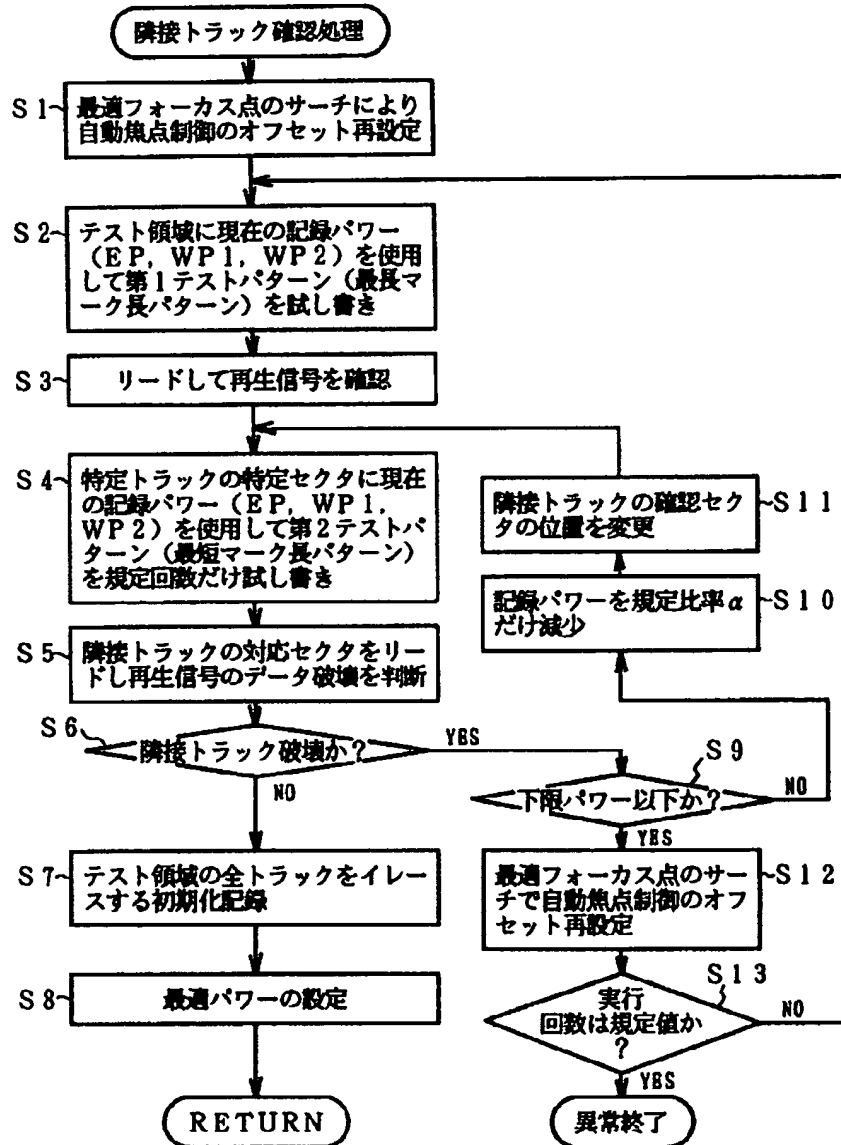 隣接トラック確認処理
S1
最適フォーカス点のサーチにより
自動焦点制御のオフセット再設定
S2
テスト領域に現在の記録パワー
(EP, WP1, WP2)を使用
して第1テストパターン(最長マ
ーク長パターン)を試し書き
S3
リードして再生信号を確認
S4
特定トラックの特定セクタに現在
の記録パワー(EP, WP1,
WP2)を使用して第2テストパ
ターン(最短マーク長パターン)
を規定回数だけ試し書き
S5
隣接トラックの対応セクタをリー
ドし再生信号のデータ破壊を判断
S6
隣接トラック破壊か?
YES
NO
S7
テスト領域の全トラックをイレー
スする初期化記録
S8
最適パワーの設定
RETURN
S11
隣接トラックの確認セク
タの位置を変更
S10
記録パワーを規定比率α
だけ減少
S9
下限パワー以下か?
NO
YES
S12
最適フォーカス点のサー
チで自動焦点制御のオフ
セット再設定
S13
実行
回数は規定値か
?
NO
YES
異常終了